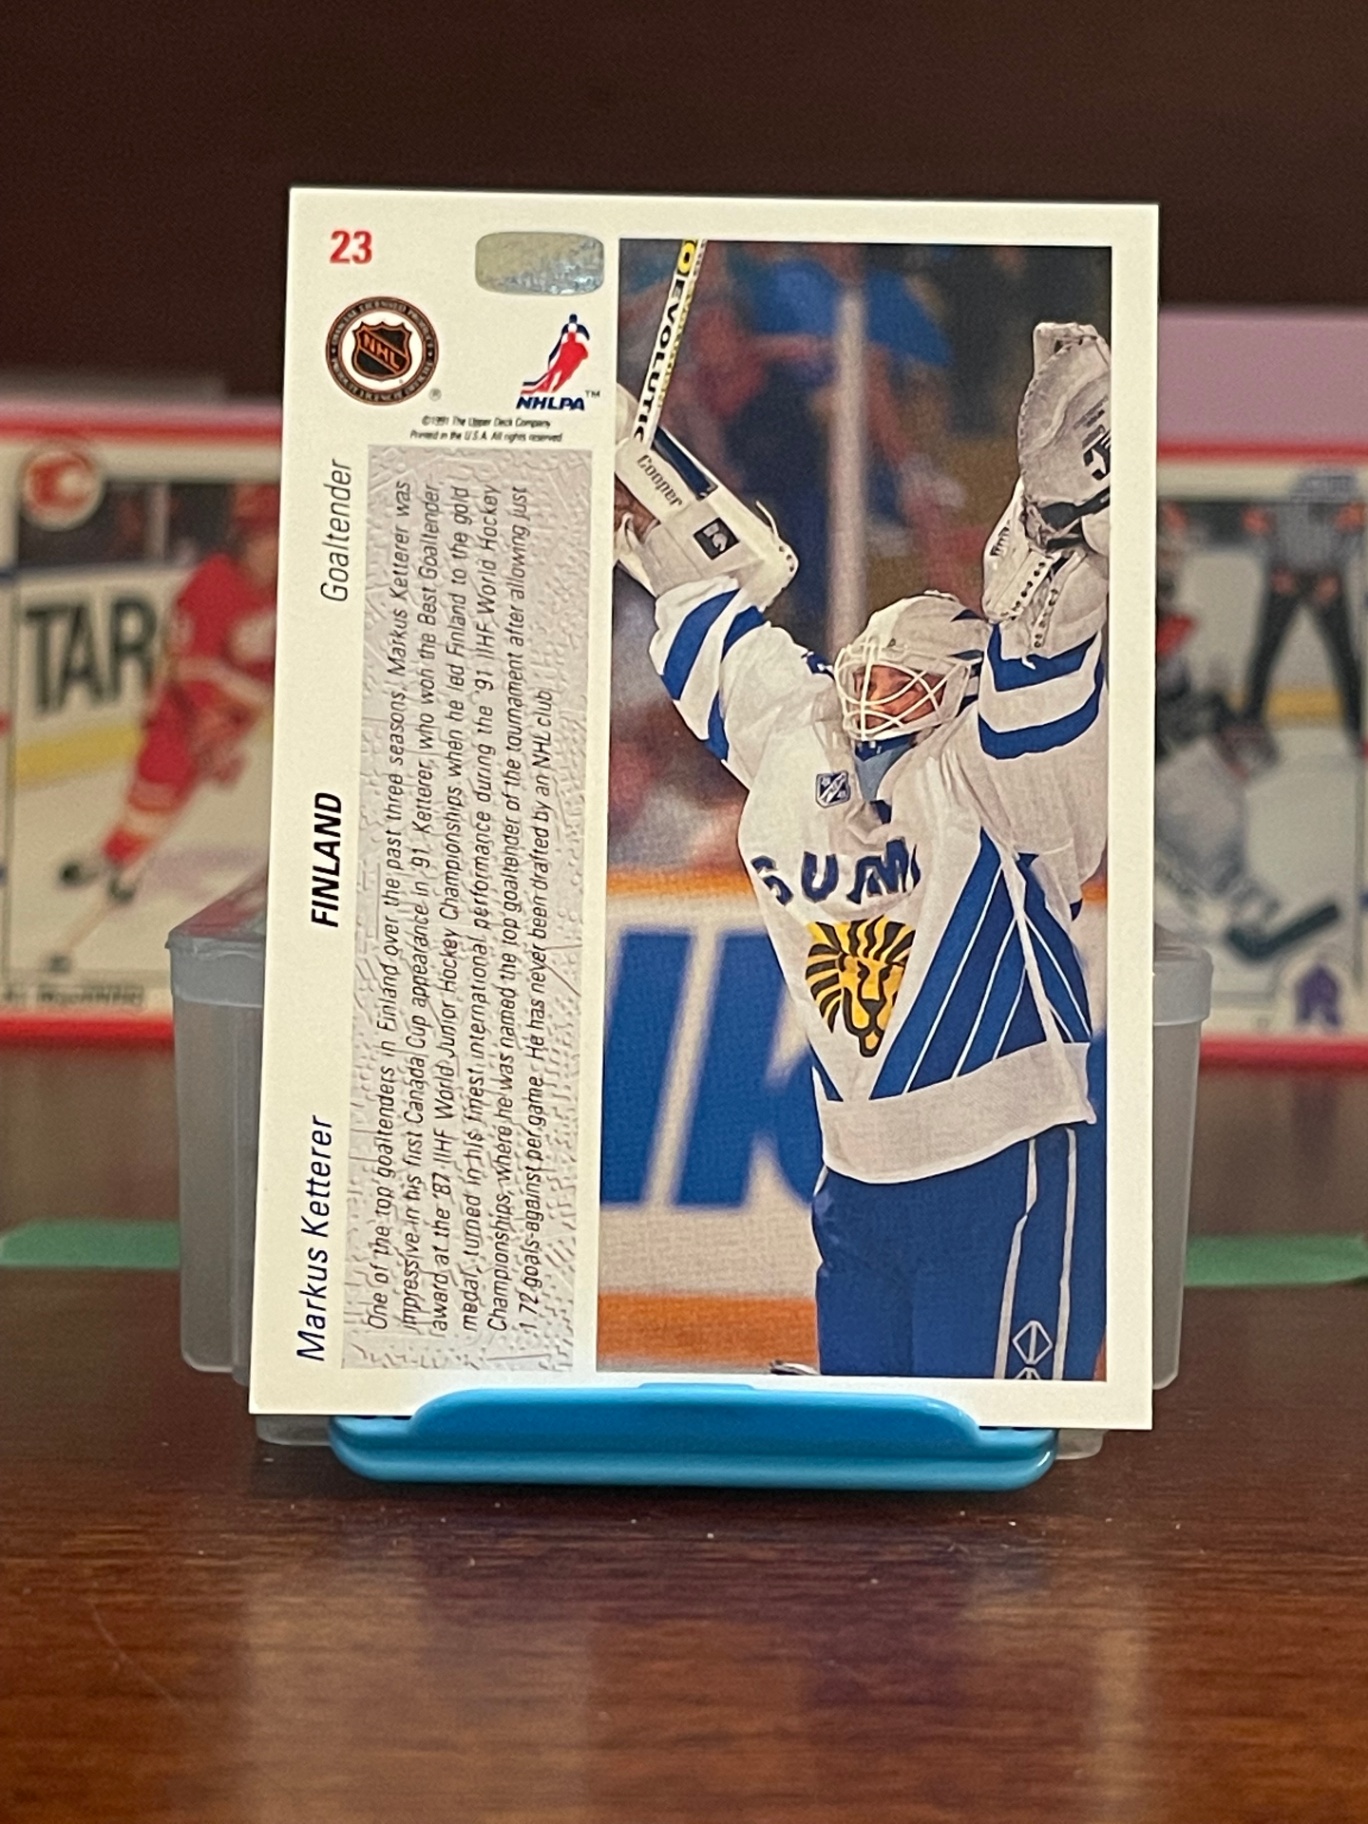 23
NHL
®
NHLPA™
©1991 The Upper Deck Company
Printed in the U.S.A. All rights reserved
Markus Ketterer FINLAND Goaltender
One of the top goaltenders in Finland over the past three seasons, Markus Ketterer was
impressive in his first Canada Cup appearance in '91. Ketterer, who won the Best Goaltender
award at the '87 IIHF World Junior Hockey Championships when he led Finland to the gold
medal, turned in his finest international performance during the '91 IIHF World Hockey
Championships, where he was named the top goaltender of the tournament after allowing just
1.72 goals-against per game. He has never been drafted by an NHL club.
EVOLUTIO
Cooper
SUOM
TAR